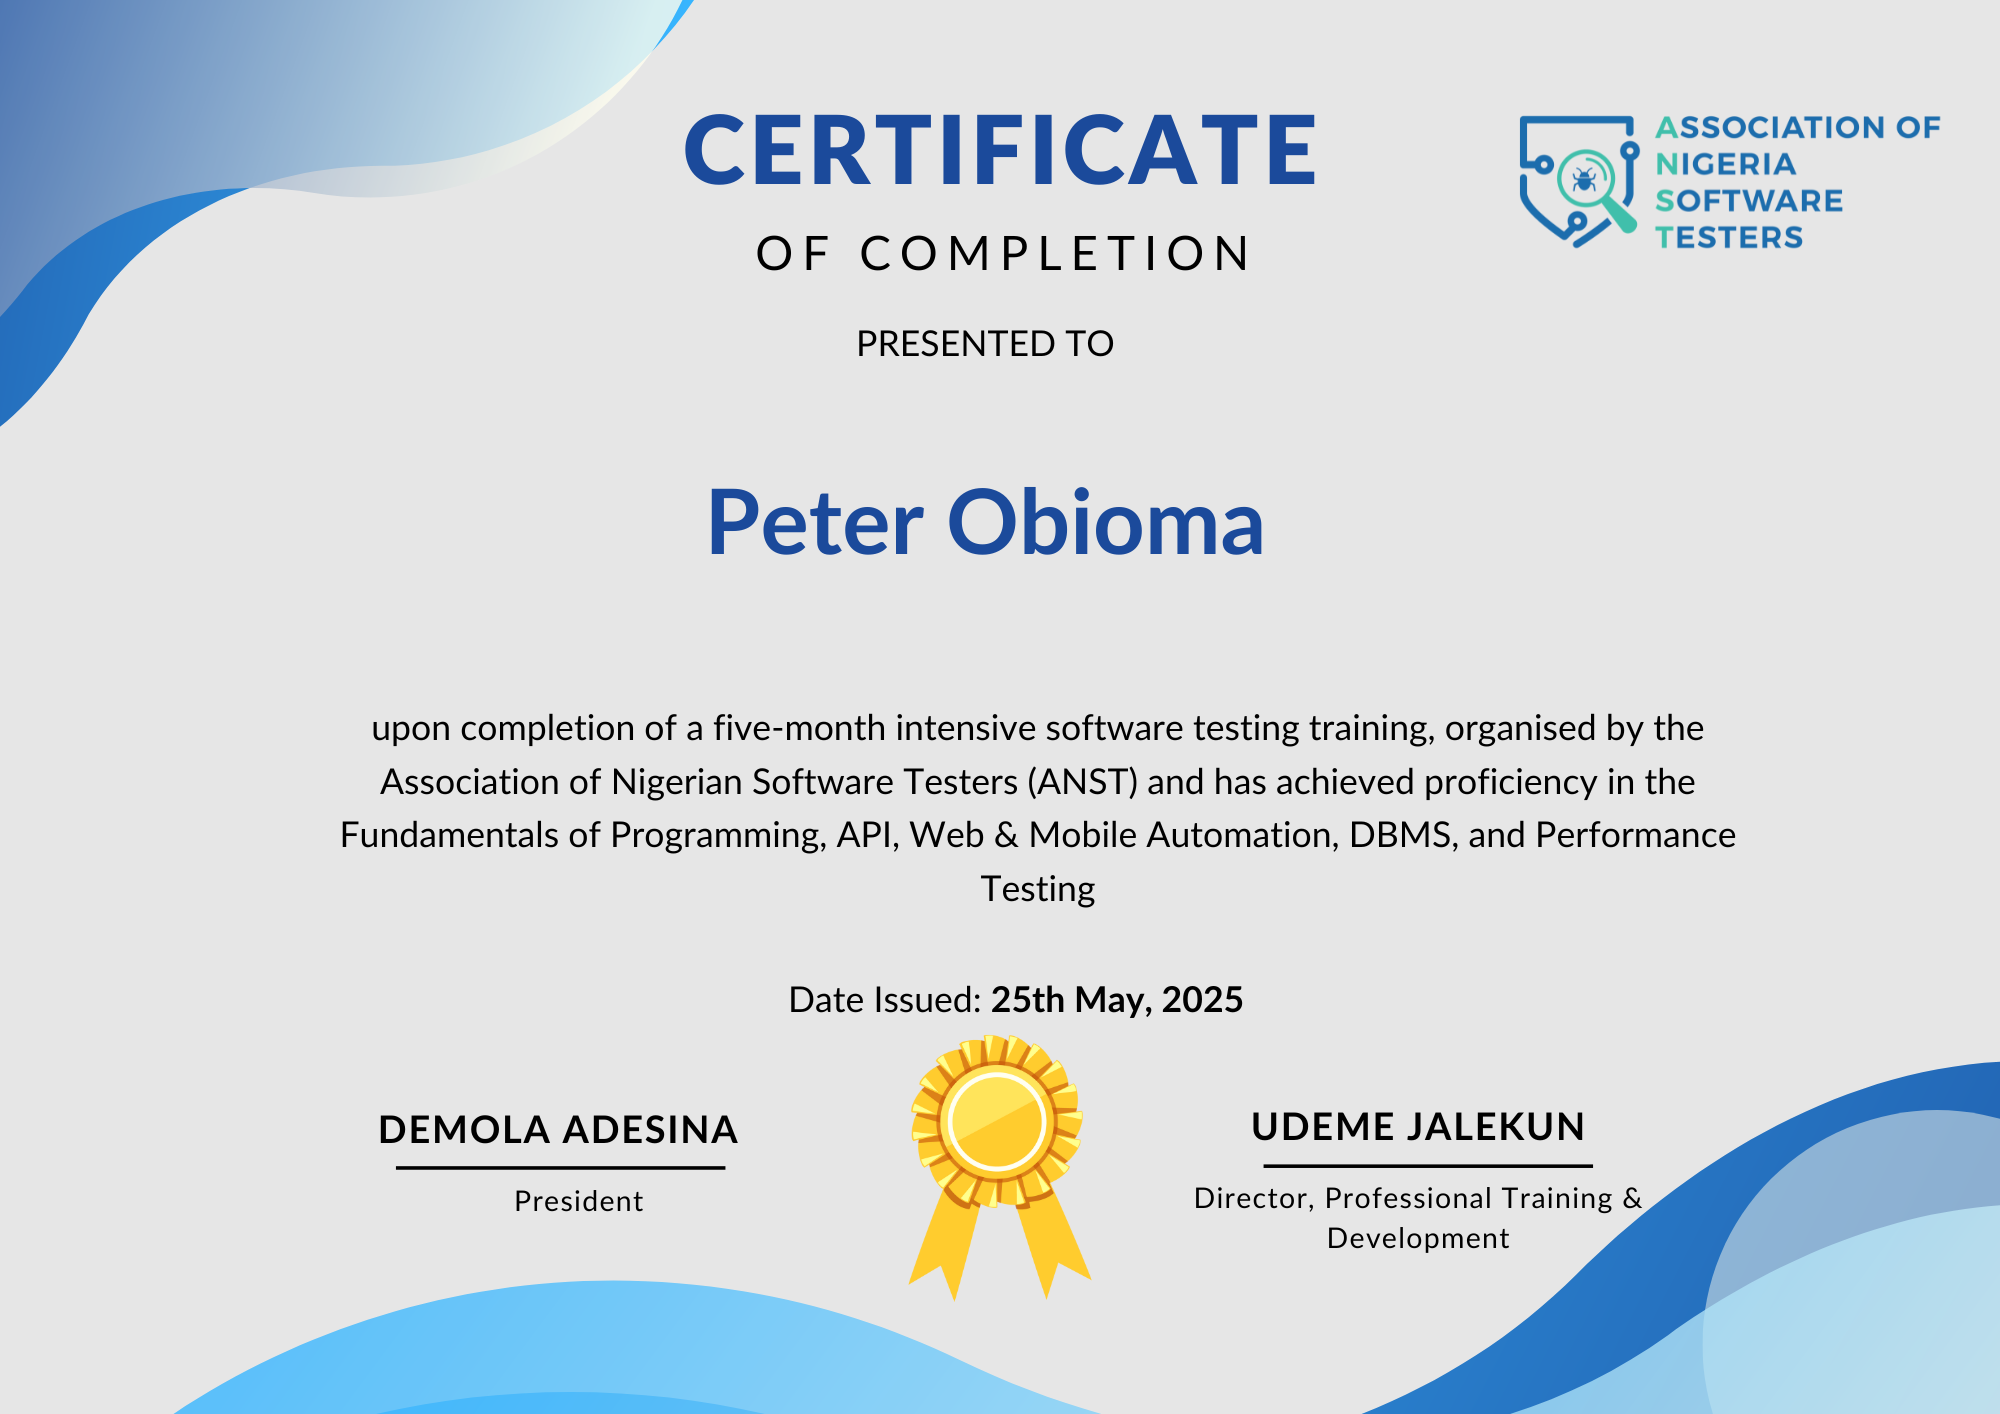 CERTIFICATE
OF COMPLETION
PRESENTED TO
ASSOCIATION OF
NIGERIA
SOFTWARE
TESTERS
Peter Obioma
upon completion of a five-month intensive software testing training, organised by the
Association of Nigerian Software Testers (ANST) and has achieved proficiency in the
Fundamentals of Programming, API, Web & Mobile Automation, DBMS, and Performance
Testing
Date Issued: 25th May, 2025
DEMOLA ADESINA
President
UDEME JALEKUN
Director, Professional Training &
Development